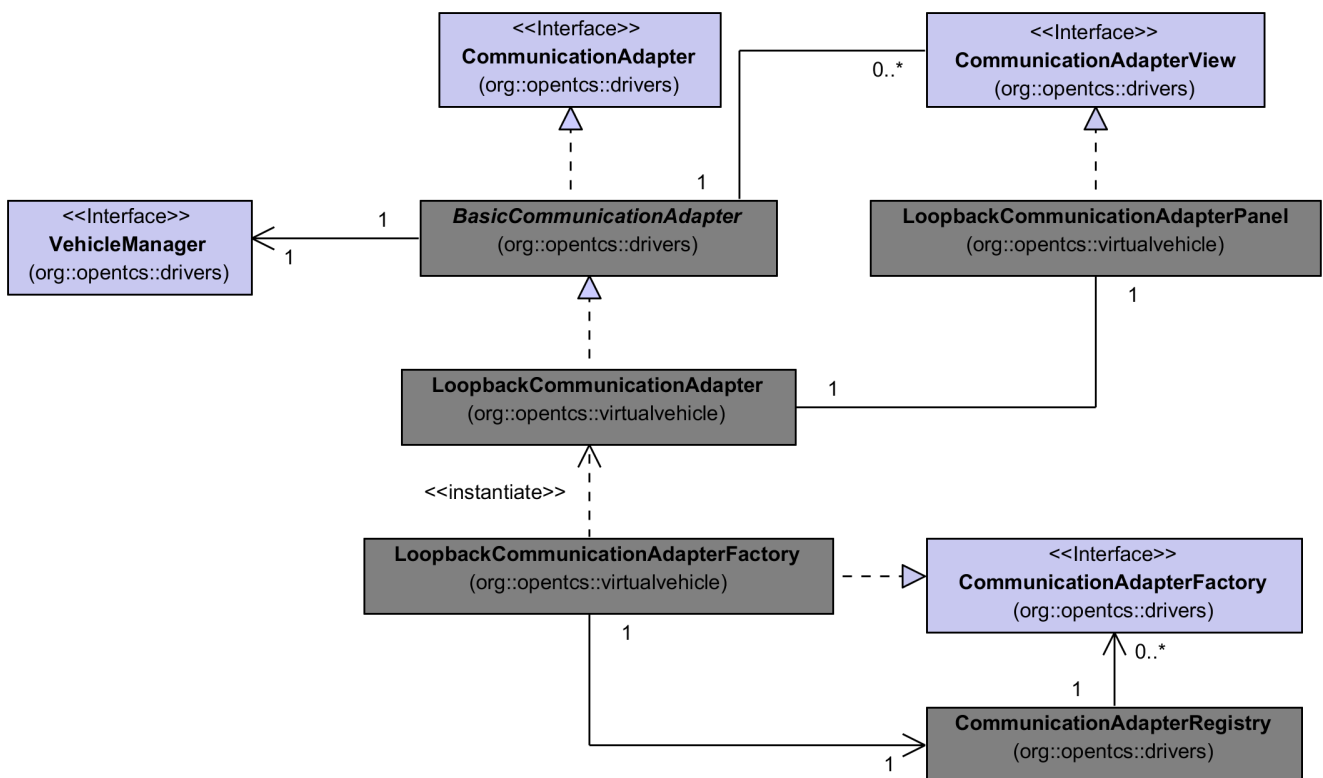 <<Interface>>
CommunicationAdapter
(org::opentcs::drivers)
<<Interface>>
CommunicationAdapterView
(org::opentcs::drivers)
0..*
1
<<Interface>>
VehicleManager
(org::opentcs::drivers)
1
1
BasicCommunicationAdapter
(org::opentcs::drivers)
LoopbackCommunicationAdapterPanel
(org::opentcs::virtualvehicle)
1
LoopbackCommunicationAdapter
(org::opentcs::virtualvehicle)
1
<<instantiate>>
LoopbackCommunicationAdapterFactory
(org::opentcs::virtualvehicle)
<<Interface>>
CommunicationAdapterFactory
(org::opentcs::drivers)
1
0..*
1
CommunicationAdapterRegistry
(org::opentcs::drivers)
1